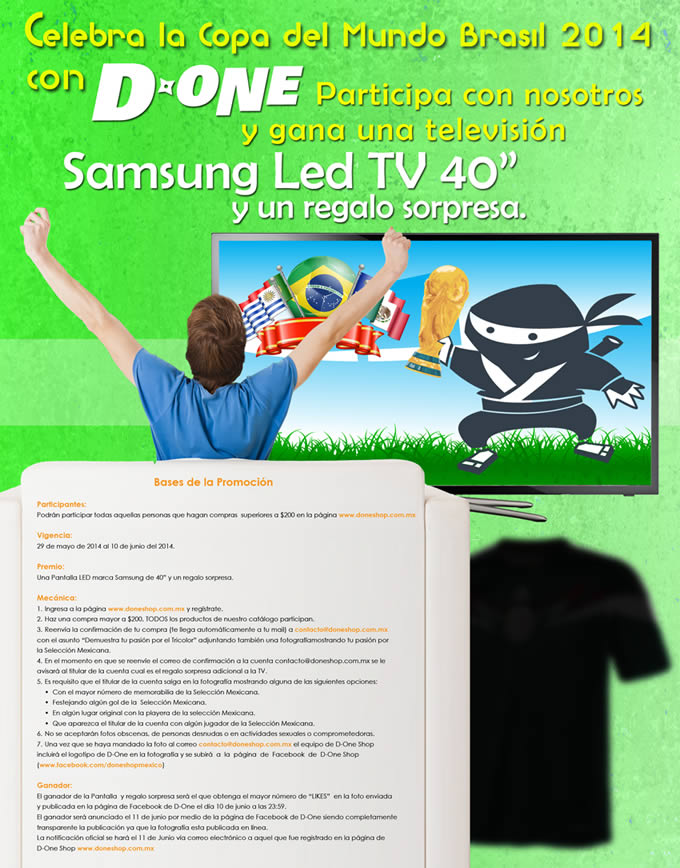 Celebra la Copa del Mundo Brasil 2014
con D-ONE Participa con nosotros
y gana una televisión
Samsung Led TV 40”
y un regalo sorpresa.
Bases de la Promoción
Participantes:
Podrán participar todas aquellas personas que hagan compras superiores a $200 en la página www.doneshop.com.mx
Vigencia:
29 de mayo de 2014 al 10 de junio del 2014.
Premio:
Una Pantalla LED marca Samsung de 40” y un regalo sorpresa.
Mecánica:
1. Ingresa a la página www.doneshop.com.mx y regístrate.
2. Haz una compra mayor a $200, TODOS los productos de nuestro catálogo participan.
3. Reenvía la confirmación de tu compra (te llega automáticamente a tu mail) a contacto@doneshop.com.mx
con el asunto “Demuestra tu pasión por el Tricolor” adjuntando también una fotografíamostrando tu pasión por
la Selección Mexicana.
4. En el momento en que se reenvíe el correo de confirmación a la cuenta contacto@doneshop.com.mx se le
avisará al titular de la cuenta cual es el regalo sorpresa adicional a la TV.
5. Es requisito que el titular de la cuenta salga en la fotografía mostrando alguna de las siguientes opciones:
• Con el mayor número de memorabilia de la Selección Mexicana.
• Festejando algún gol de la Selección Mexicana.
• En algún lugar original con la playera de la selección Mexicana.
• Que aparezca el titular de la cuenta con algún jugador de la Selección Mexicana.
6. No se aceptarán fotos obscenas, de personas desnudas o en actividades sexuales o comprometedoras.
7. Una vez que se haya mandado la foto al correo contacto@doneshop.com.mx el equipo de D-One Shop
incluirá el logotipo de D-One en la fotografía y se subirá a la página de Facebook de D-One Shop
(www.facebook.com/doneshopmexico)
Ganador:
El ganador de la Pantalla y regalo sorpresa será el que obtenga el mayor número de “LIKES” en la foto enviada
y publicada en la página de Facebook de D-One el día 10 de junio a las 23:59.
El ganador será anunciado el 11 de junio por medio de la página de Facebook de D-One siendo completamente
transparente la publicación ya que la fotografía esta publicada en línea.
La notificación oficial se hará el 11 de Junio vía correo electrónico a aquel que fue registrado en la página de
D-One Shop www.doneshop.com.mx